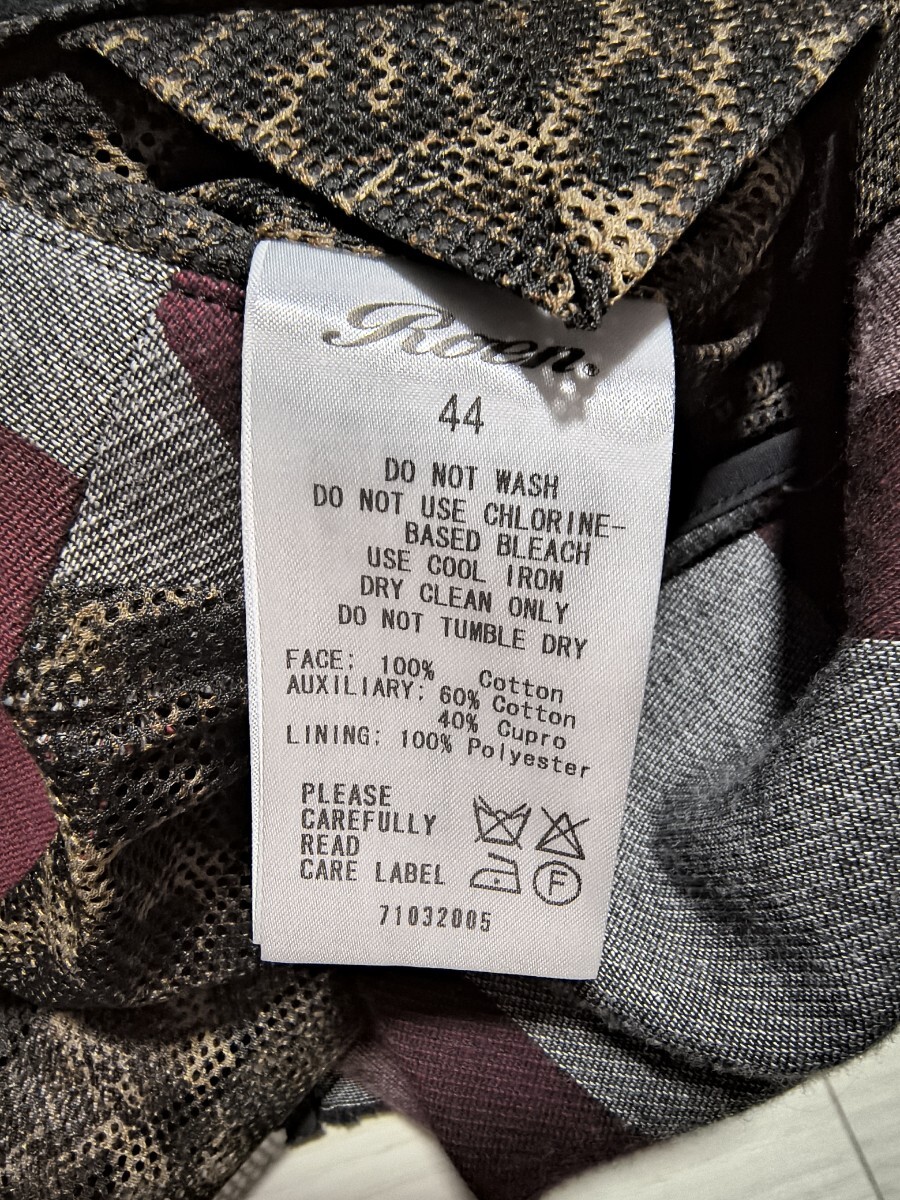 Roen.
44
DO NOT WASH
DO NOT USE CHLORINE-
BASED BLEACH
USE COOL IRON
DRY CLEAN ONLY
DO NOT TUMBLE DRY
FACE: 100% Cotton
AUXILIARY: 60% Cotton
40% Cupro
LINING: 100% Polyester
PLEASE
CAREFULLY
READ
CARE LABEL
F
71032005